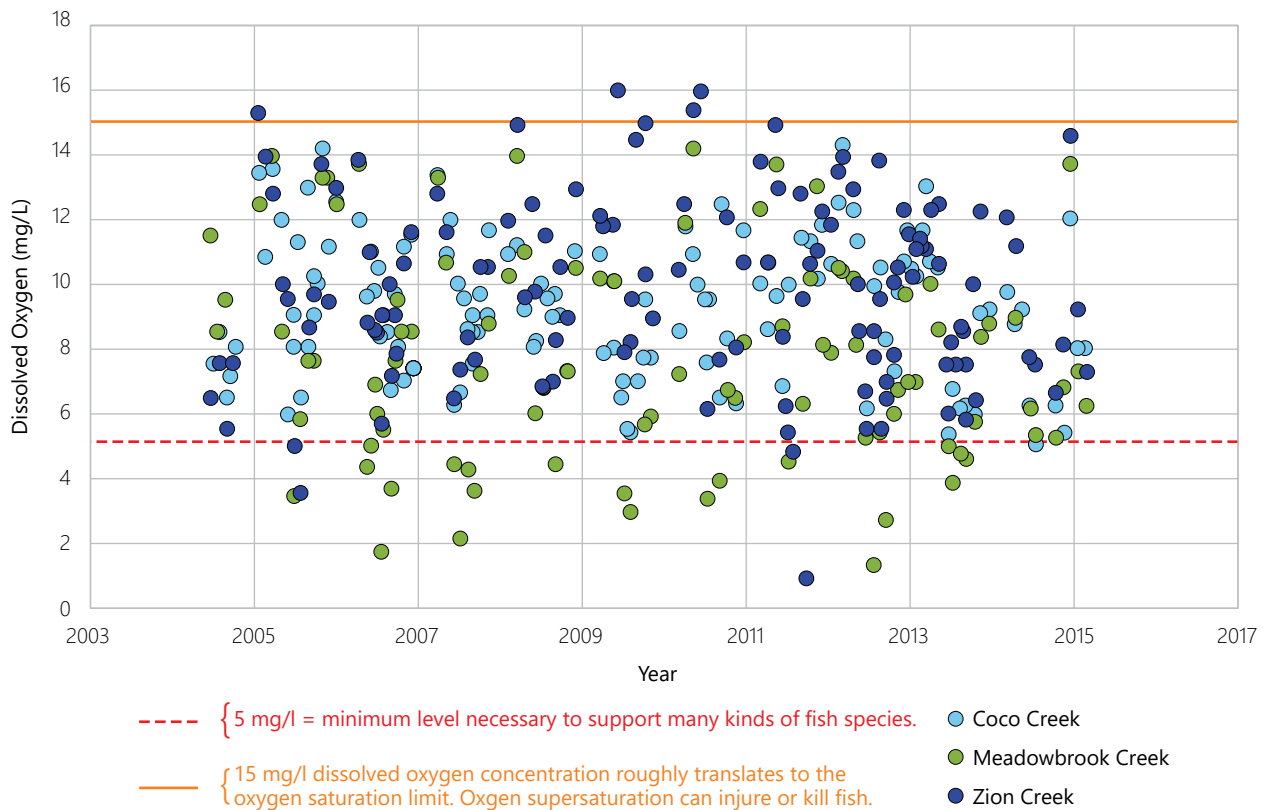 18
16
14
12
10
8
6
4
2
0
Dissolved Oxygen (mg/L)
2003 2005 2007 2009 2011 2013 2015 2017
Year
5 mg/l = minimum level necessary to support many kinds of fish species.
15 mg/l dissolved oxygen concentration roughly translates to the
oxygen saturation limit. Oxgen supersaturation can injure or kill fish.
Coco Creek
Meadowbrook Creek
Zion Creek